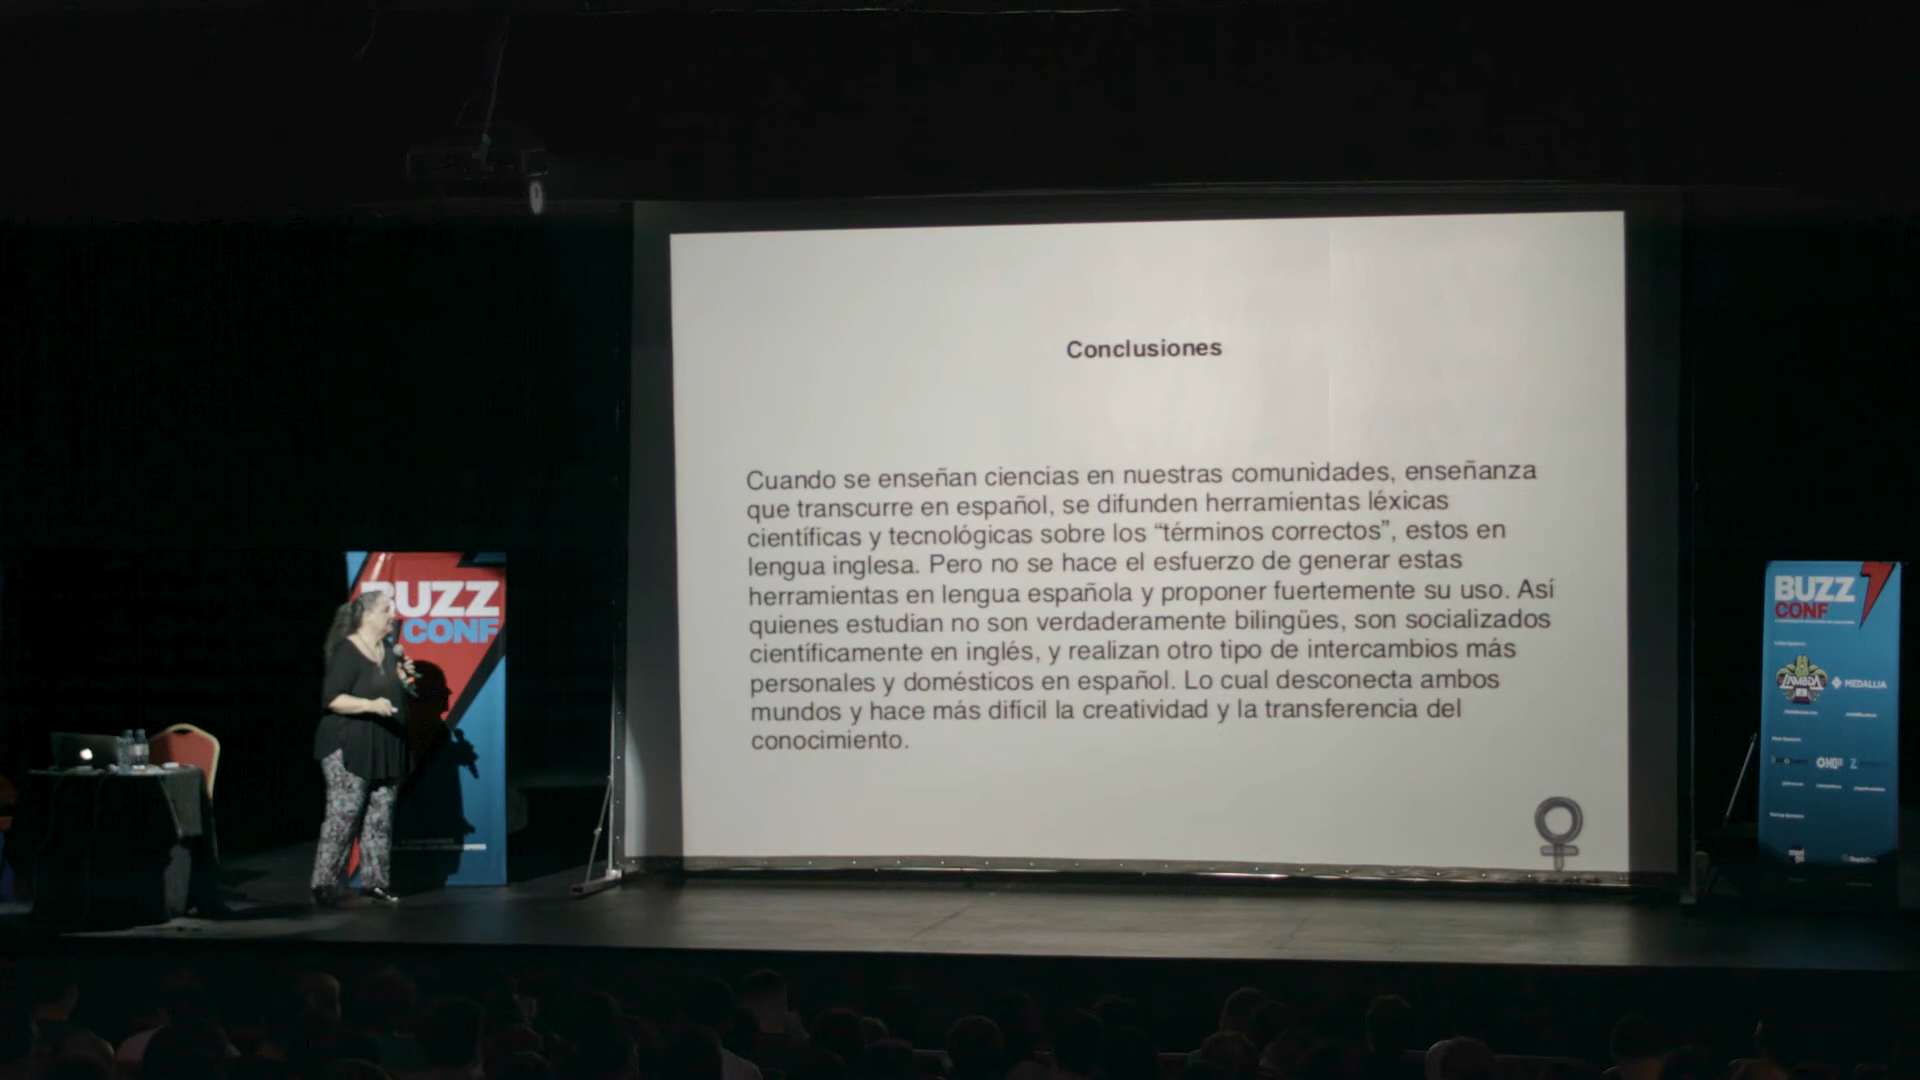 Conclusiones
Cuando se enseñan ciencias en nuestras comunidades, enseñanza
que transcurre en español, se difunden herramientas léxicas
científicas y tecnológicas sobre los “términos correctos”, estos en
lengua inglesa. Pero no se hace el esfuerzo de generar estas
herramientas en lengua española y proponer fuertemente su uso. Así
quienes estudian no son verdaderamente bilingües, son socializados
científicamente en inglés, y realizan otro tipo de intercambios más
personales y domésticos en español. Lo cual desconecta ambos
mundos y hace más difícil la creatividad y la transferencia del
conocimiento.
BUZZ
CONF
BUZZ
CONF
LAMBDA
MEDALLIA